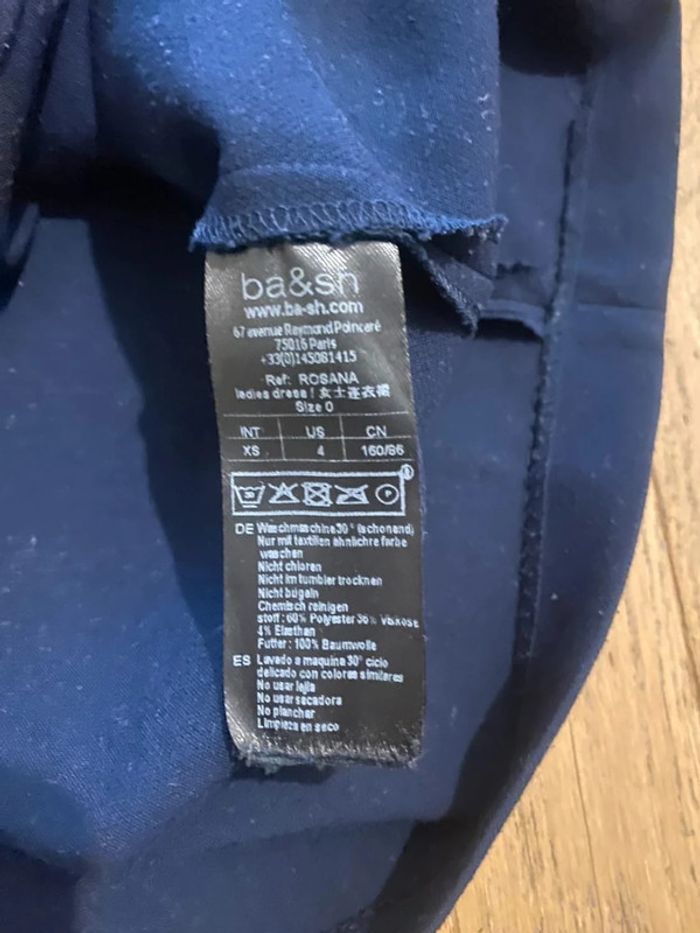 ba&sh
www.ba-sh.com
67 avenue Raymond Poincaré
75016 Paris
+33(0)145081415
Ref: ROSANA
ladies dress / 女士连衣裙
Size 0
INT US CN
XS 4 160/86
P
DE Waschmaschine 30° (schonand)
Nur mit textilien ähnlichre farbe
waschen
Nicht chloren
Nicht im tumbler trocknen
Nicht bügeln
Chemisch reinigen
stoff: 60% Polyester 36% Viskose
4% Elasthan
Futter: 100% Baumwolle
ES Lavado a maquina 30° ciclo
delicado con colores similares
No usar lejia
No usar secadora
No planchar
Limpieza en seco